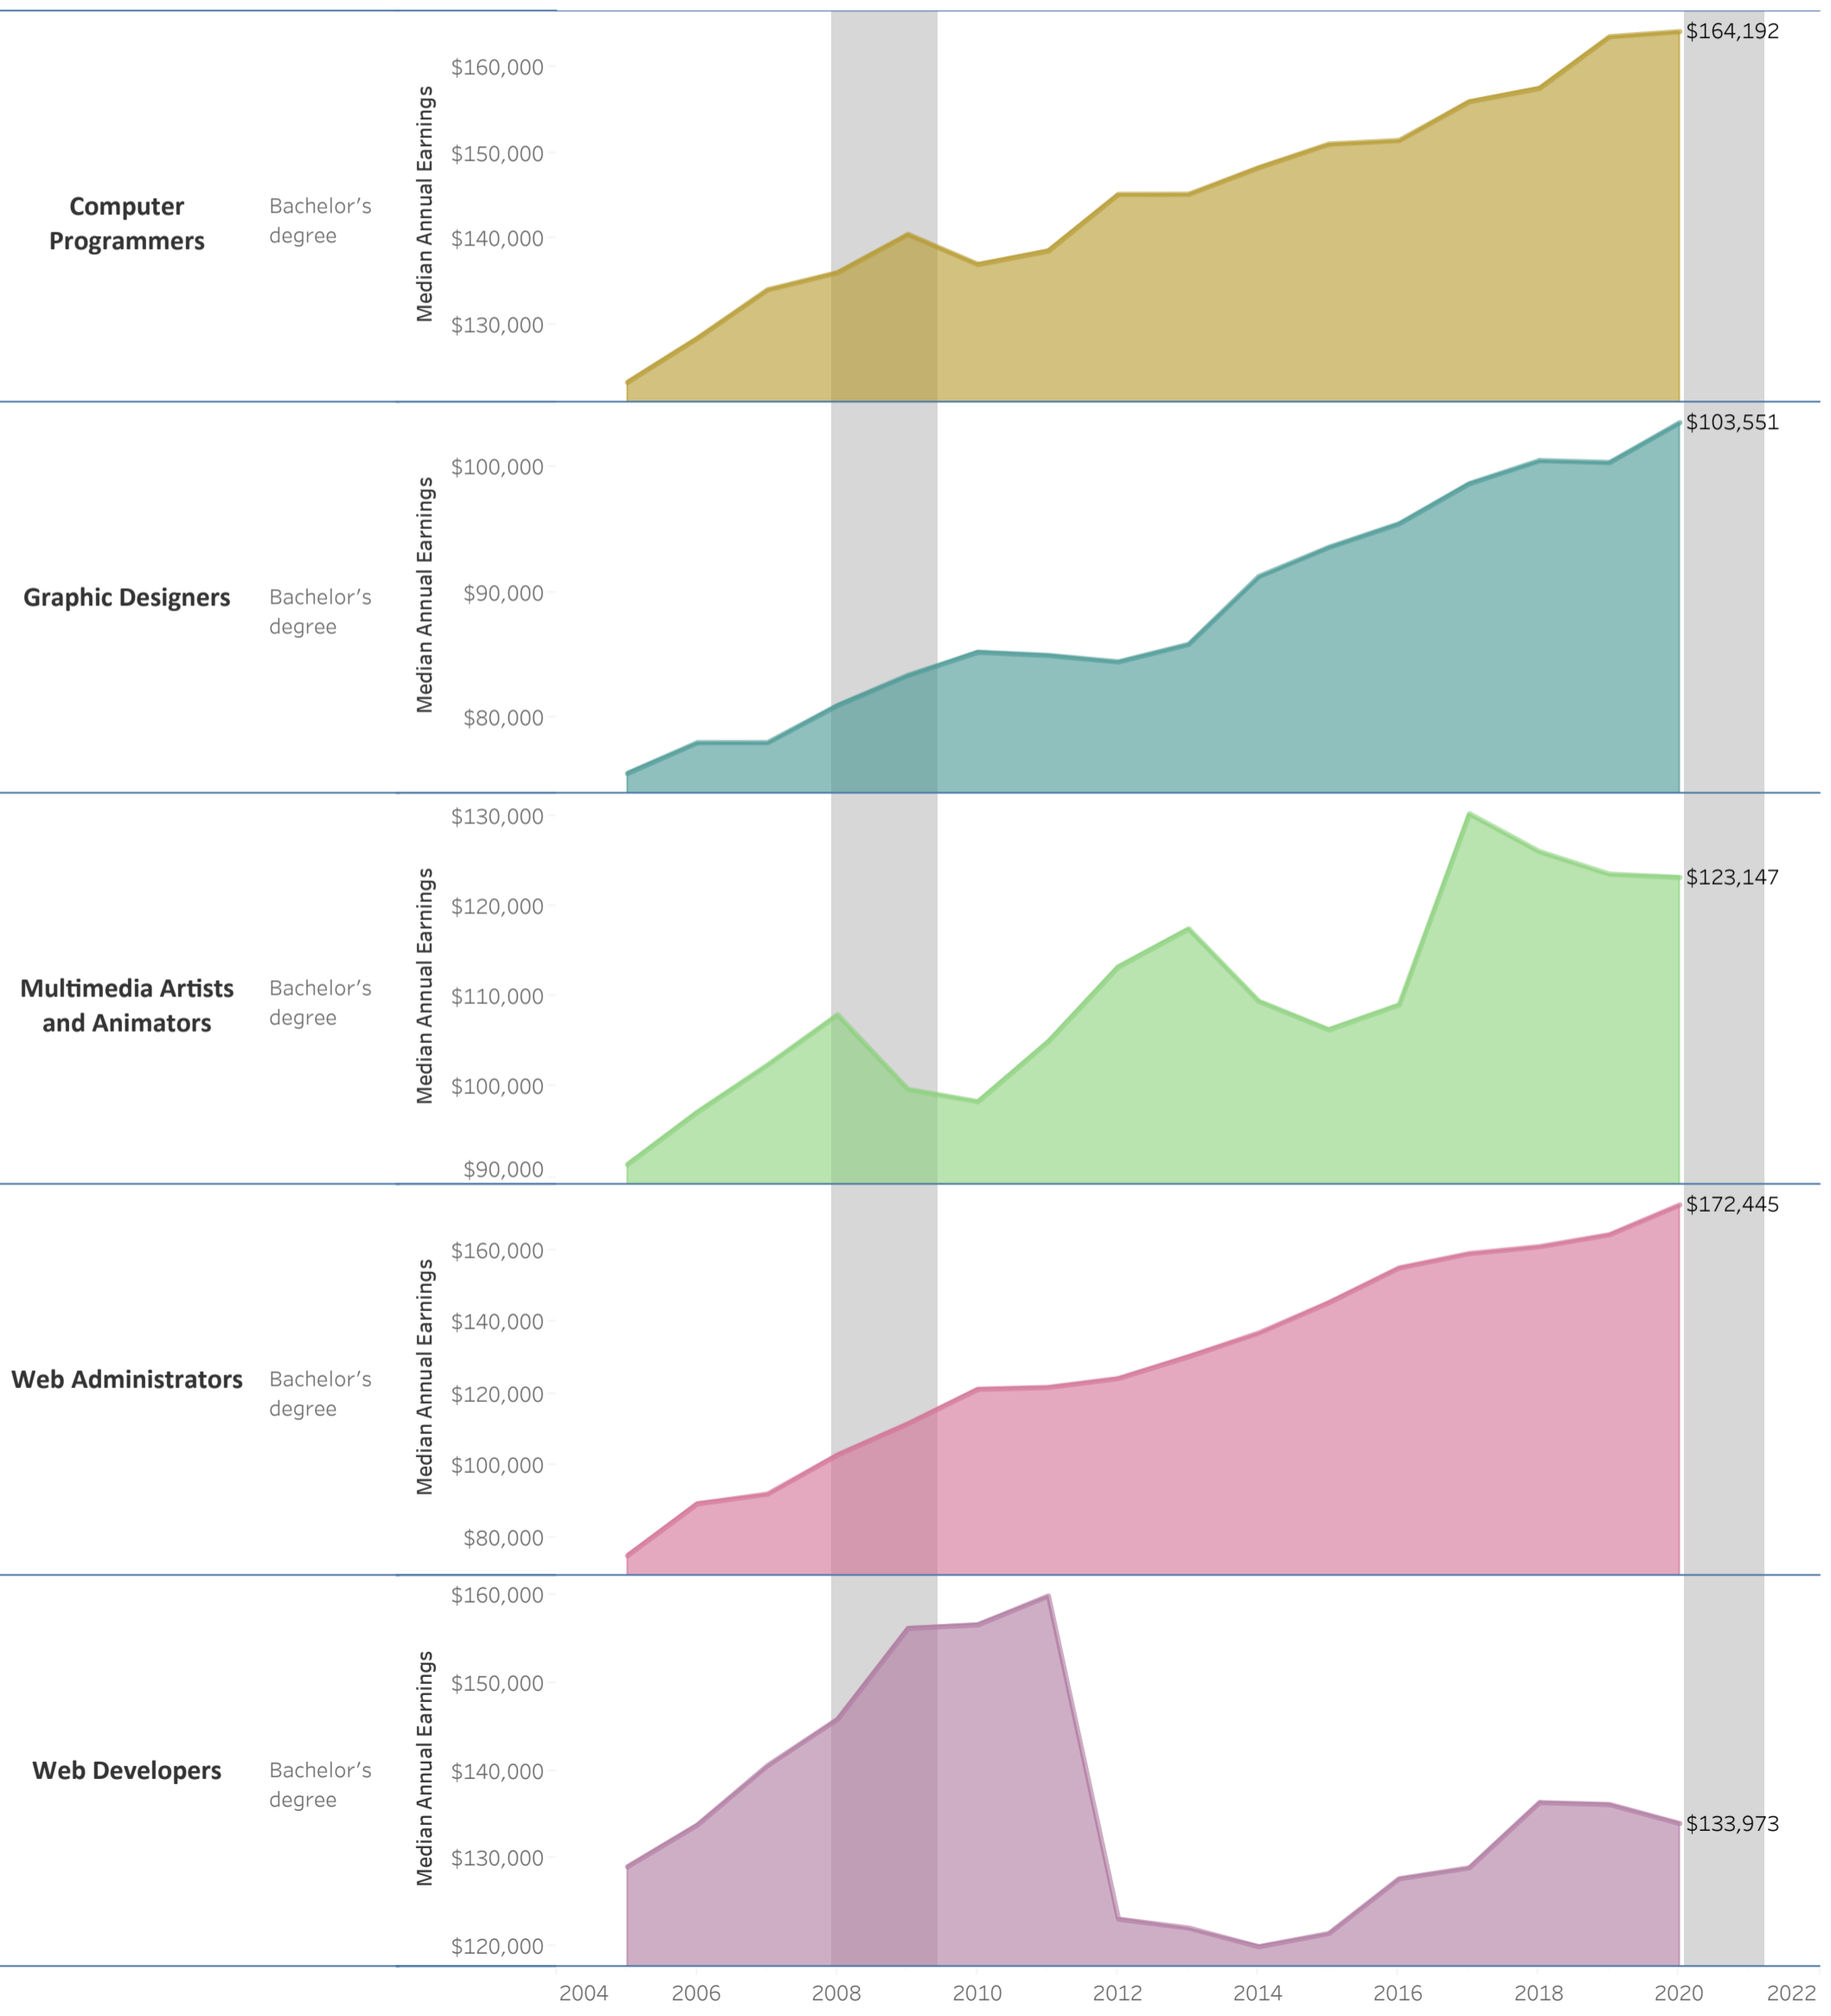 Computer
Programmers
Bachelor’s
degree
Median Annual Earnings
$160,000
$150,000
$140,000
$130,000
$164,192
Graphic Designers
Bachelor’s
degree
Median Annual Earnings
$100,000
$90,000
$80,000
$103,551
Multimedia Artists
and Animators
Bachelor’s
degree
Median Annual Earnings
$130,000
$120,000
$110,000
$100,000
$90,000
$123,147
Web Administrators
Bachelor’s
degree
Median Annual Earnings
$160,000
$140,000
$120,000
$100,000
$80,000
$172,445
Web Developers
Bachelor’s
degree
Median Annual Earnings
$160,000
$150,000
$140,000
$130,000
$120,000
$133,973
2004 2006 2008 2010 2012 2014 2016 2018 2020 2022